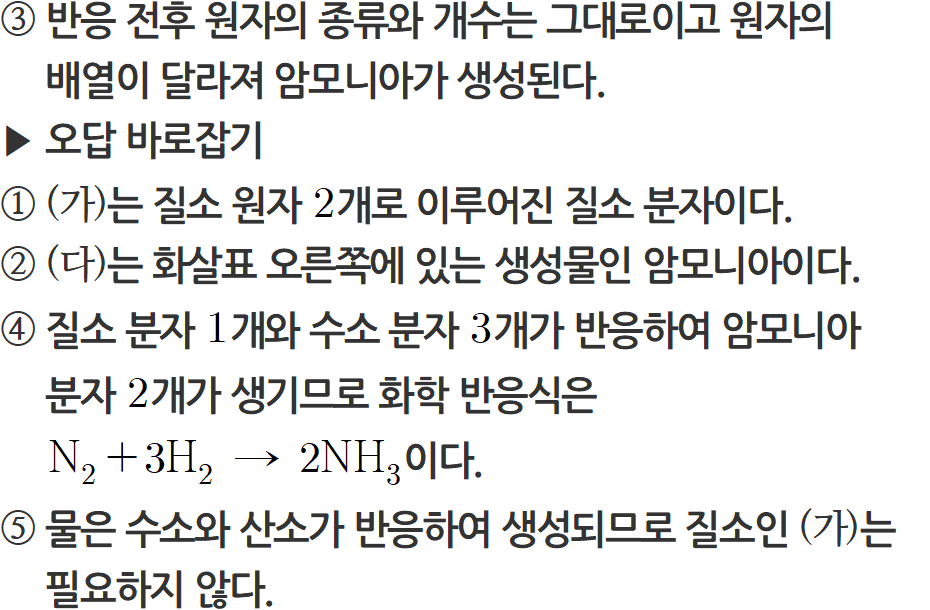 ③ 반응 전후 원자의 종류와 개수는 그대로이고 원자의
배열이 달라져 암모니아가 생성된다.
▶ 오답 바로잡기
① (가)는 질소 원자 2개로 이루어진 질소 분자이다.
② (다)는 화살표 오른쪽에 있는 생성물인 암모니아이다.
④ 질소 분자 1개와 수소 분자 3개가 반응하여 암모니아
분자 2개가 생기므로 화학 반응식은
N₂+3H₂ → 2NH₃이다.
⑤ 물은 수소와 산소가 반응하여 생성되므로 질소인 (가)는
필요하지 않다.